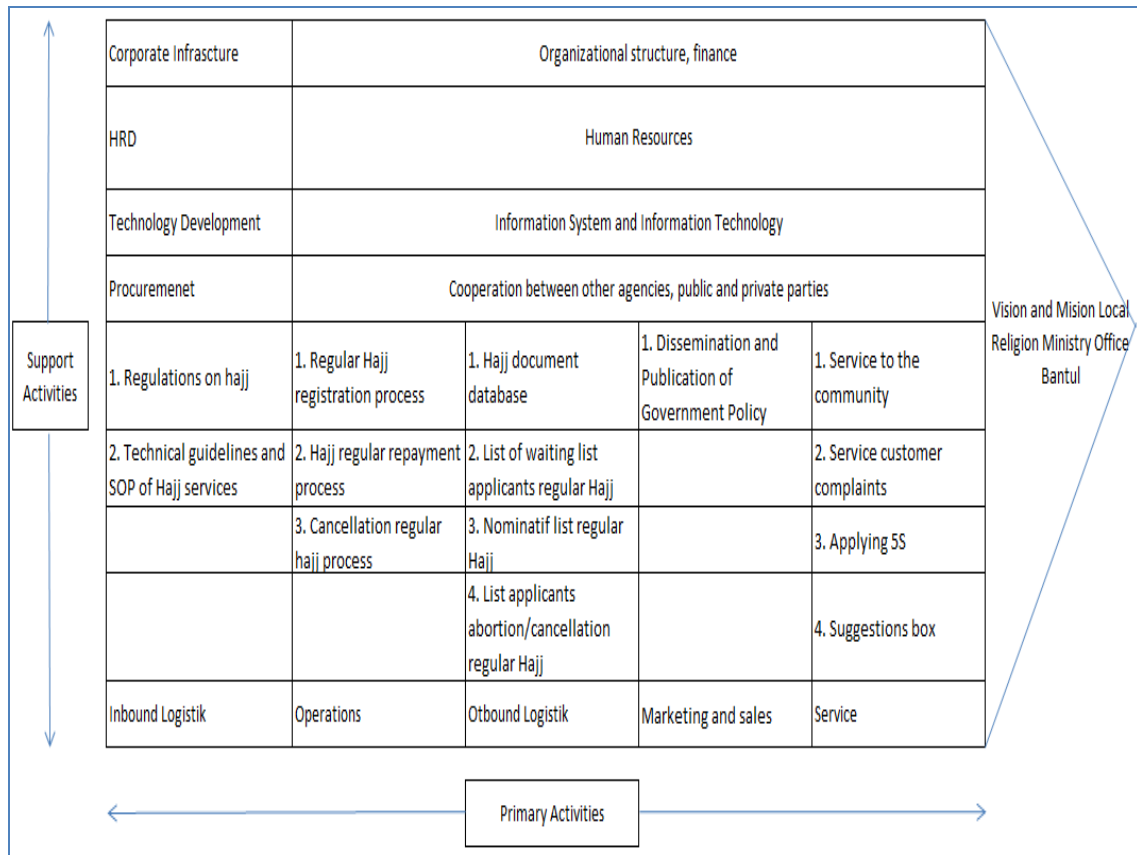 Corporate Infrascture
Organizational structure, finance
HRD
Human Resources
Technology Development
Information System and Information Technology
Procuremenet
Cooperation between other agencies, public and private parties
Support
Activities
1. Regulations on hajj
1. Regular Hajj
registration process
1. Hajj document
database
1. Dissemination and
Publication of
Government Policy
1. Service to the
community
2. Technical guidelines and
SOP of Hajj services
2. Hajj regular repayment
process
2. List of waiting list
applicants regular Hajj
2. Service customer
complaints
3. Cancellation regular
hajj process
3. Nominatif list regular
Hajj
3. Applying 5S
4. List applicants
abortion/cancellation
regular Hajj
4. Suggestions box
Inbound Logistik
Operations
Otbound Logistik
Marketing and sales
Service
Vision and Mision Local
Religion Ministry Office
Bantul
Primary Activities